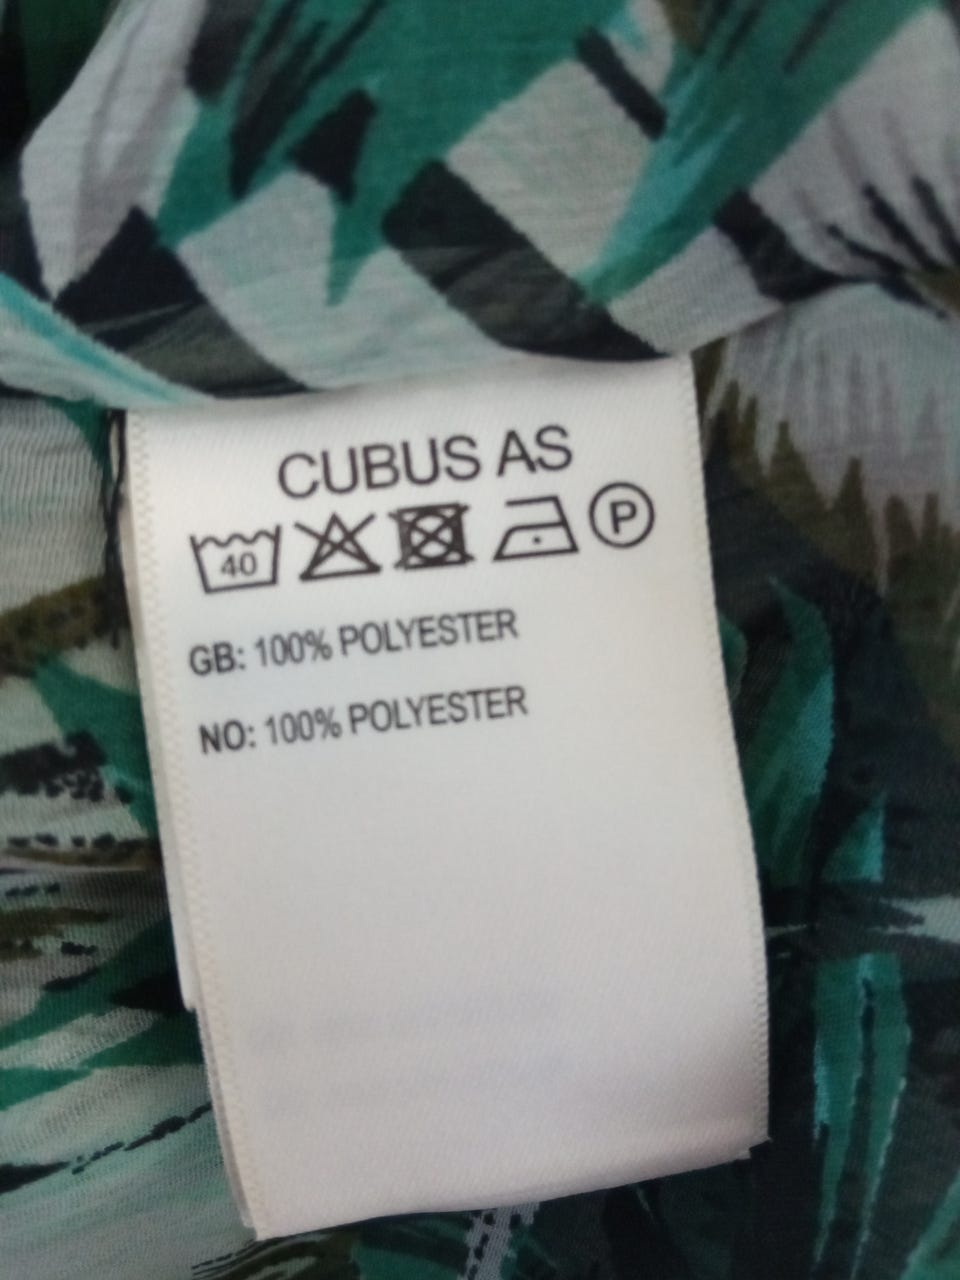 CUBUS AS
40 P
GB: 100% POLYESTER
NO: 100% POLYESTER